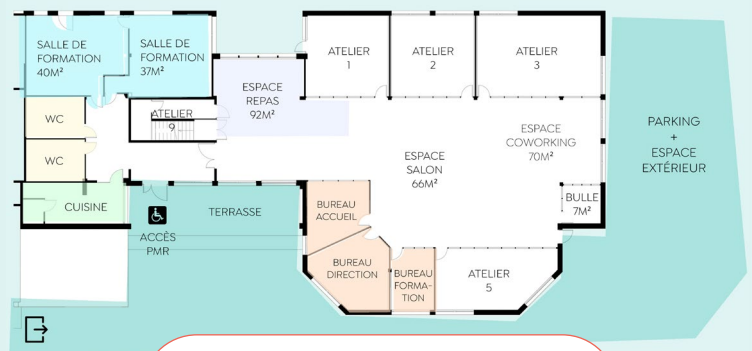 SALLE DE
FORMATION
40M²
SALLE DE
FORMATION
37M²
ATELIER
1
ATELIER
2
ATELIER
3
ESPACE
REPAS
92M²
WC
ATELIER
9
WC
ESPACE
COWORKING
70M²
PARKING
+
ESPACE
EXTÉRIEUR
ESPACE
SALON
66M²
CUISINE
TERRASSE
BUREAU
ACCUEIL
BULLE
7M²
ACCÈS
PMR
BUREAU
DIRECTION
BUREAU
FORMA-
TION
ATELIER
5